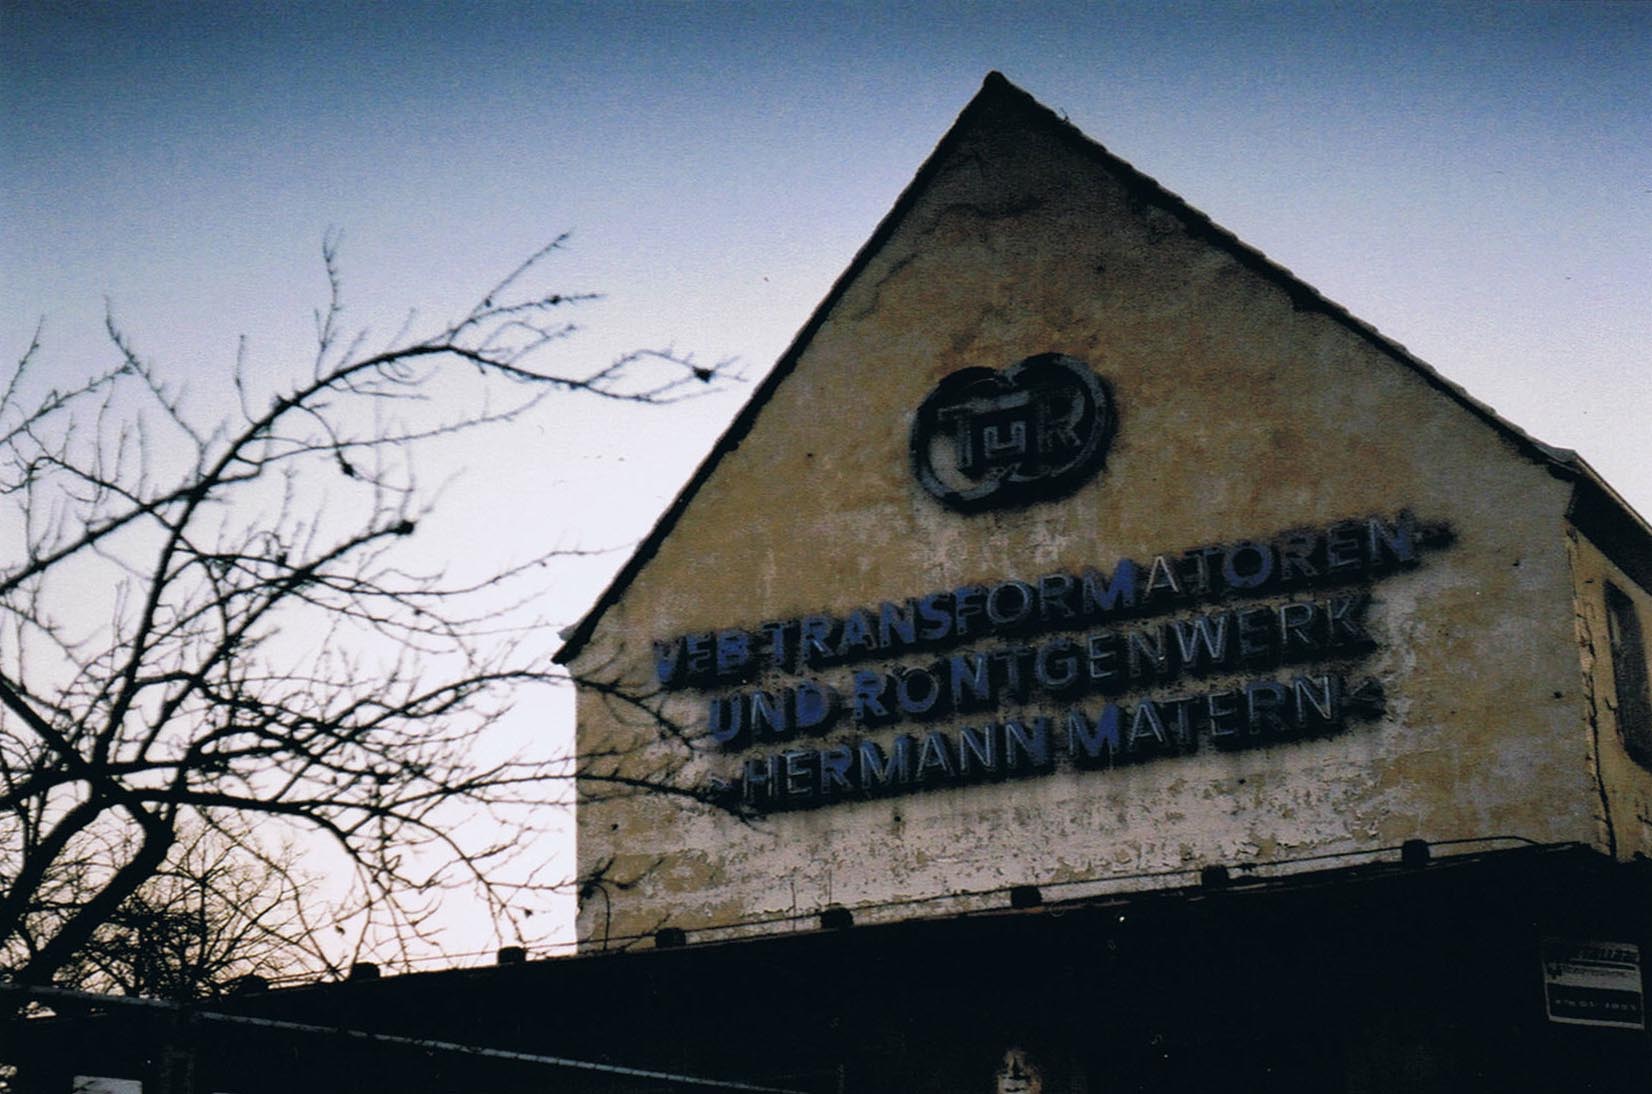 TuR
VEB TRANSFORMATOREN-
UND RÖNTGENWERK
>HERMANN MATERN<